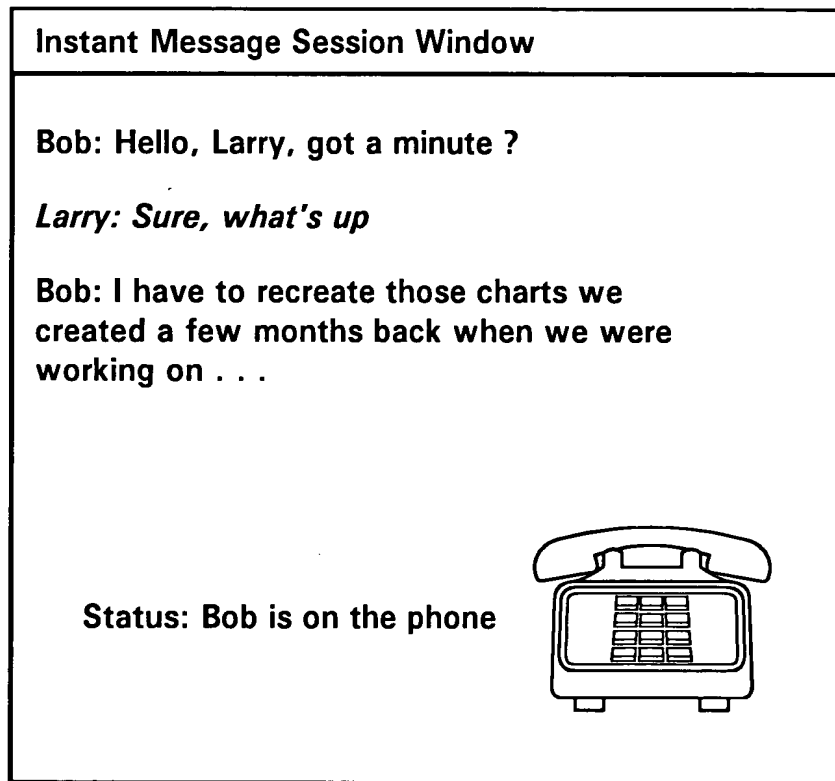 Instant Message Session Window
Bob: Hello, Larry, got a minute ?
Larry: Sure, what's up
Bob: I have to recreate those charts we
created a few months back when we were
working on . . .
Status: Bob is on the phone